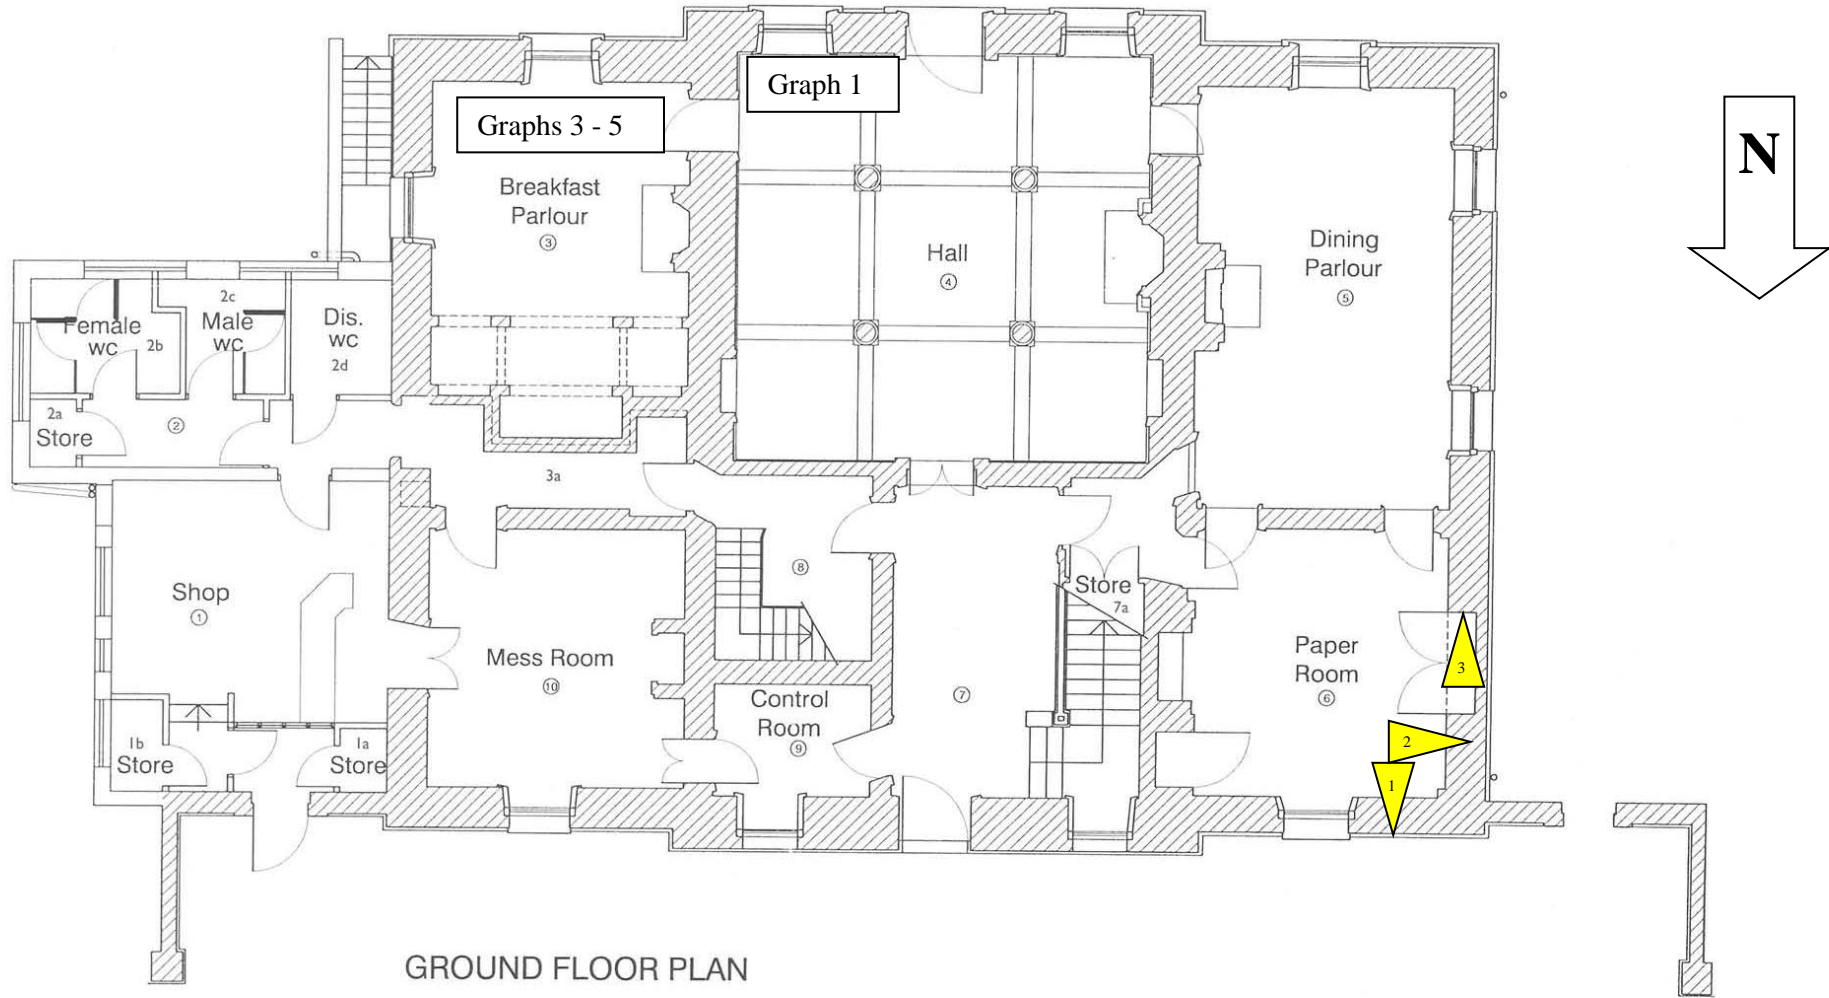 Graph 1
Graphs 3 - 5
N
Breakfast
Parlour
3
Hall
4
Dining
Parlour
5
Female
WC
2b
2c
Male
WC
Dis.
WC
2d
2a
Store
2
3a
Shop
1
Mess Room
10
8
Control
Room
9
7
Store
7a
Paper
Room
6
3
2
1
1b
Store
1a
Store
GROUND FLOOR PLAN